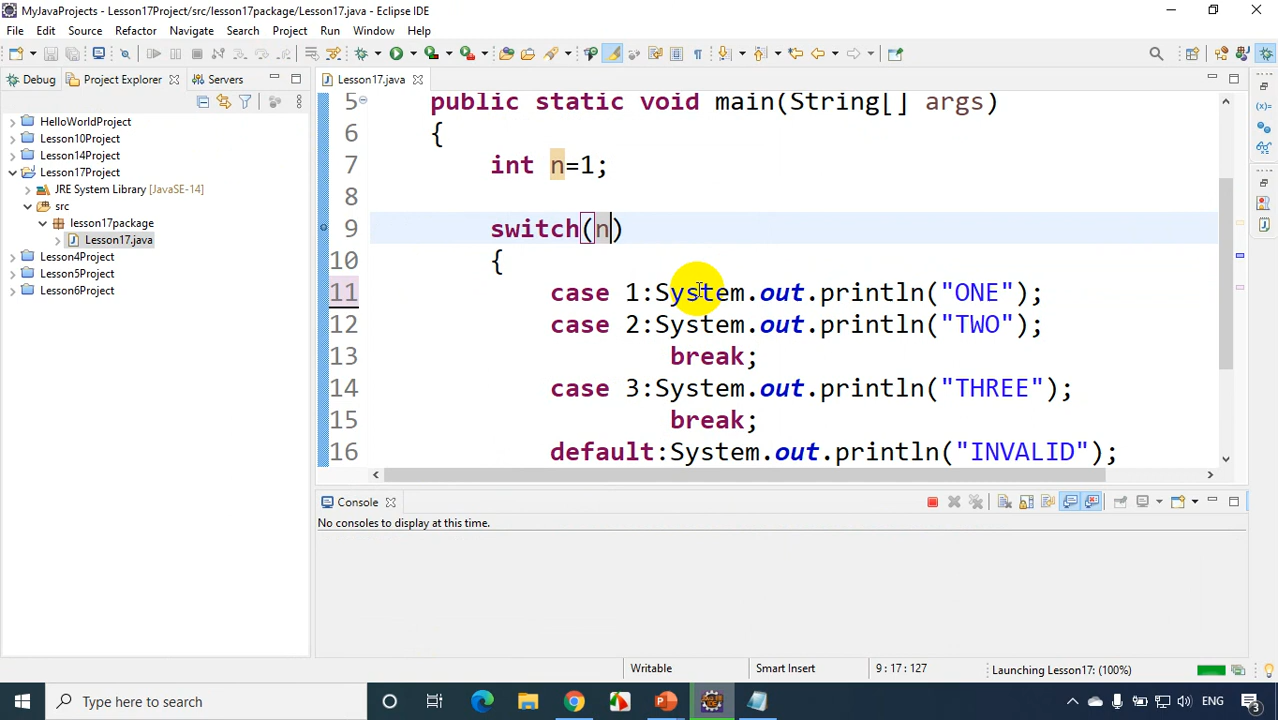 MyJavaProjects - Lesson17Project/src/lesson17package/Lesson17.java - Eclipse IDE
File Edit Source Refactor Navigate Search Project Run Window Help
Debug Project Explorer Servers
HelloWorldProject
Lesson10Project
Lesson14Project
Lesson17Project
JRE System Library [JavaSE-14]
src
lesson17package
Lesson17.java
Lesson4Project
Lesson5Project
Lesson6Project
Lesson17.java
5 public static void main(String[] args)
6 {
7 int n=1;
8
9 switch(n)
10 {
11 case 1:System.out.println("ONE");
12 case 2:System.out.println("TWO");
13 break;
14 case 3:System.out.println("THREE");
15 break;
16 default:System.out.println("INVALID");
Console
No consoles to display at this time.
Writable Smart Insert 9 : 17 : 127 Launching Lesson17: (100%)
Type here to search
ENG
3